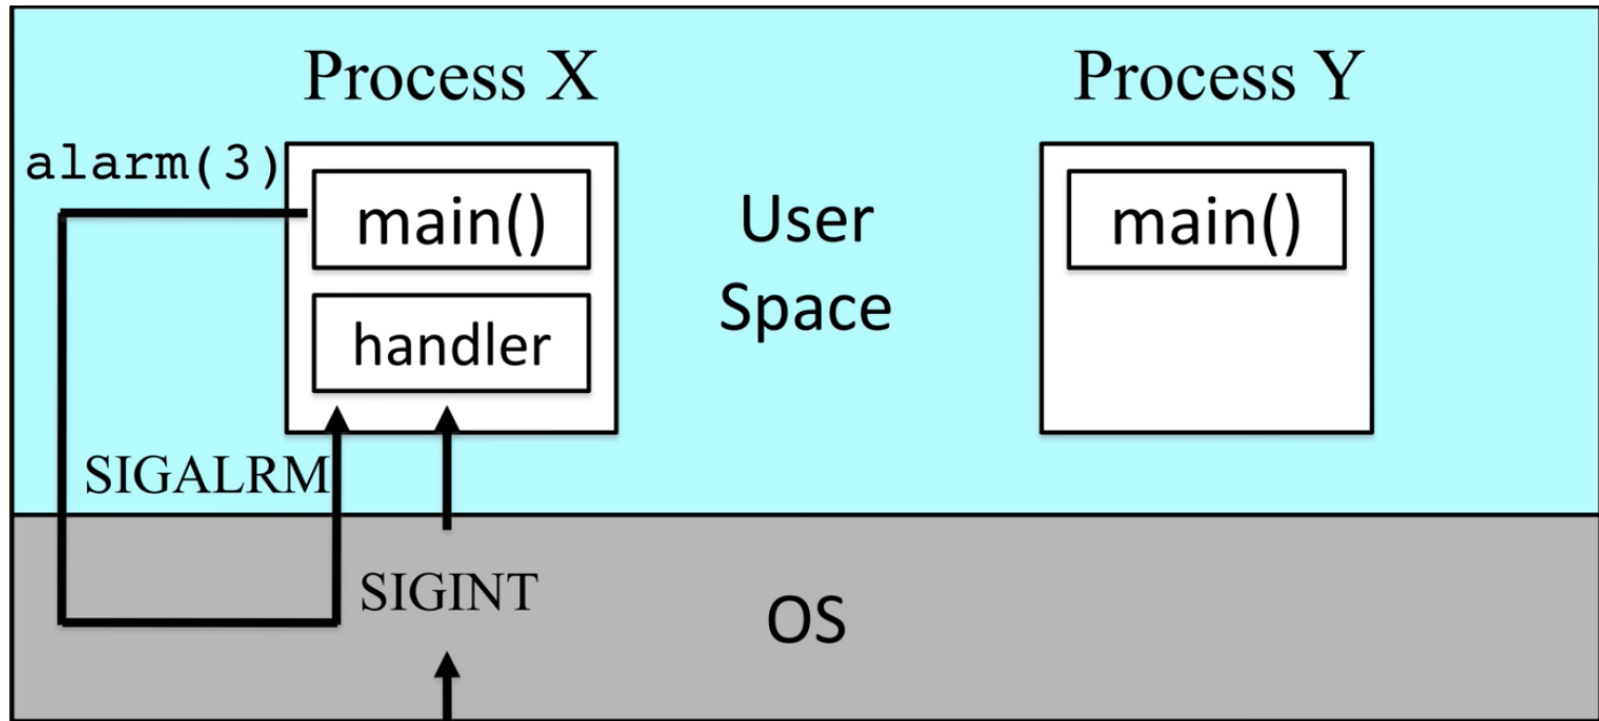 Process X
Process Y
alarm(3)
main()
User
Space
main()
handler
SIGALRM
SIGINT
OS